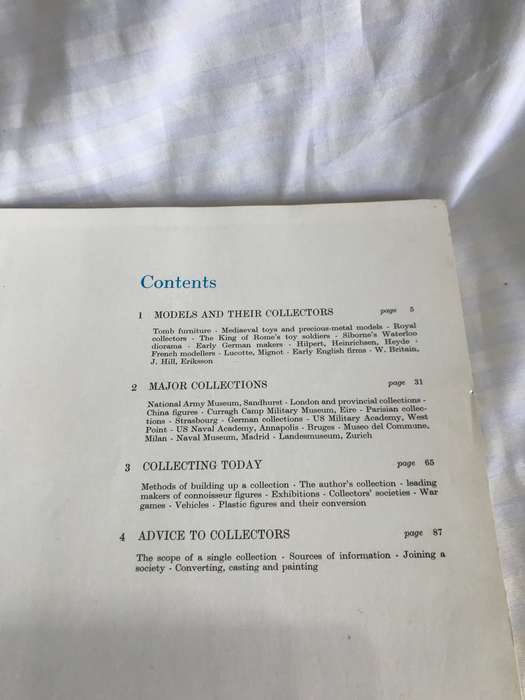 Contents
1 MODELS AND THEIR COLLECTORS page 5
Tomb furniture · Mediaeval toys and precious-metal models · Royal
collectors · The King of Rome's toy soldiers · Siborne's Waterloo
diorama · Early German makers · Hilpert, Heinrichsen, Heyde ·
French modellers · Lucotte, Mignot · Early English firms · W. Britain,
J. Hill, Eriksson
2 MAJOR COLLECTIONS page 31
National Army Museum, Sandhurst · London and provincial collections ·
China figures · Curragh Camp Military Museum, Eire · Parisian collec-
tions · Strasbourg · German collections · US Military Academy, West
Point · US Naval Academy, Annapolis · Bruges · Museo del Commune,
Milan · Naval Museum, Madrid · Landesmuseum, Zurich
3 COLLECTING TODAY page 65
Methods of building up a collection · The author's collection · leading
makers of connoisseur figures · Exhibitions · Collectors' societies · War
games · Vehicles · Plastic figures and their conversion
4 ADVICE TO COLLECTORS page 87
The scope of a single collection · Sources of information · Joining a
society · Converting, casting and painting